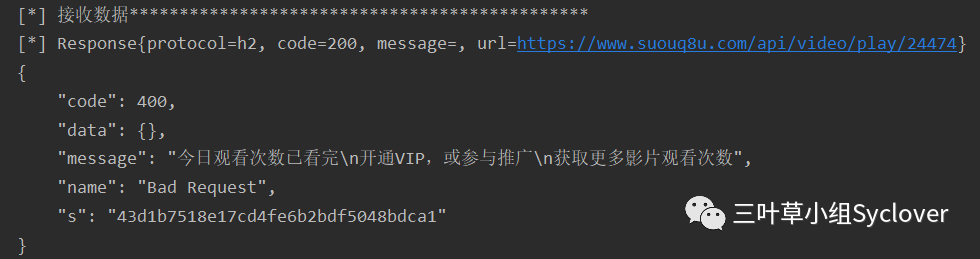 [*] 接收数据**********************************************
[*] Response{protocol=h2, code=200, message=, url=https://www.suouq8u.com/api/video/play/24474}
{
    "code": 400,
    "data": {},
    "message": "今日观看次数已看完\n开通VIP，或参与推广\n获取更多影片观看次数",
    "name": "Bad Request",
    "s": "43d1b7518e17cd4fe6b2bdf5048bdca1"
}
三叶草小组Syclover